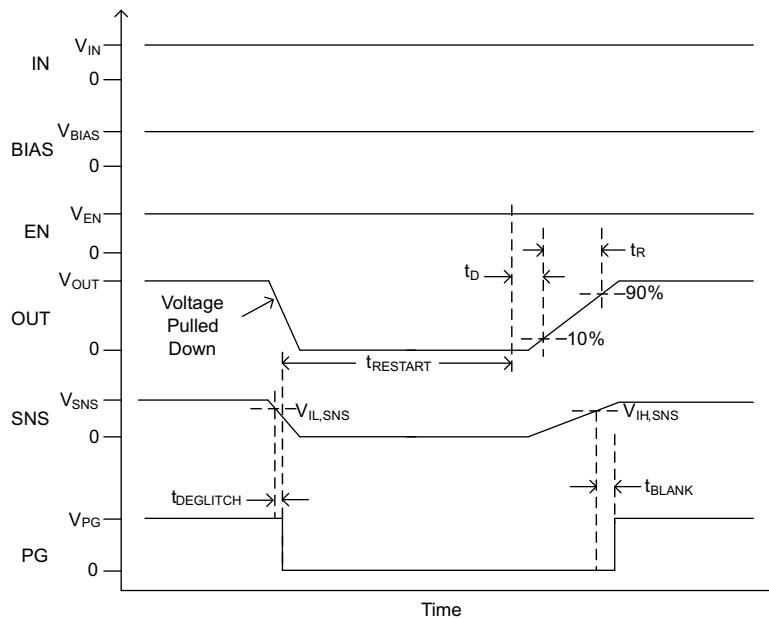 V_IN
IN
0
V_BIAS
BIAS
0
V_EN
EN
0
t_R
t_D
V_OUT
90%
Voltage
Pulled
Down
OUT
10%
0
t_RESTART
V_SNS
V_IL,SNS
V_IH,SNS
SNS
0
t_DEGLITCH
t_BLANK
V_PG
PG
0
Time